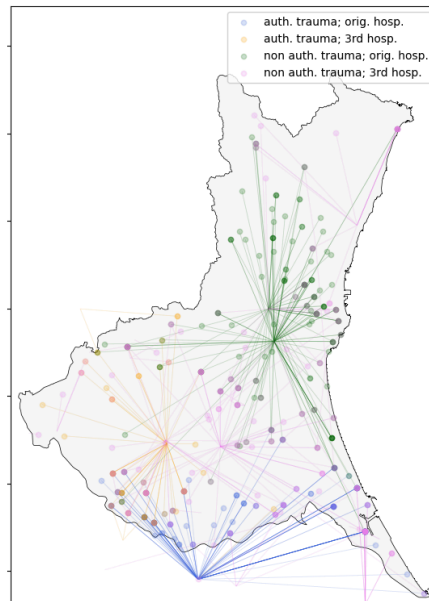 auth. trauma; orig. hosp.
auth. trauma; 3rd hosp.
non auth. trauma; orig. hosp.
non auth. trauma; 3rd hosp.